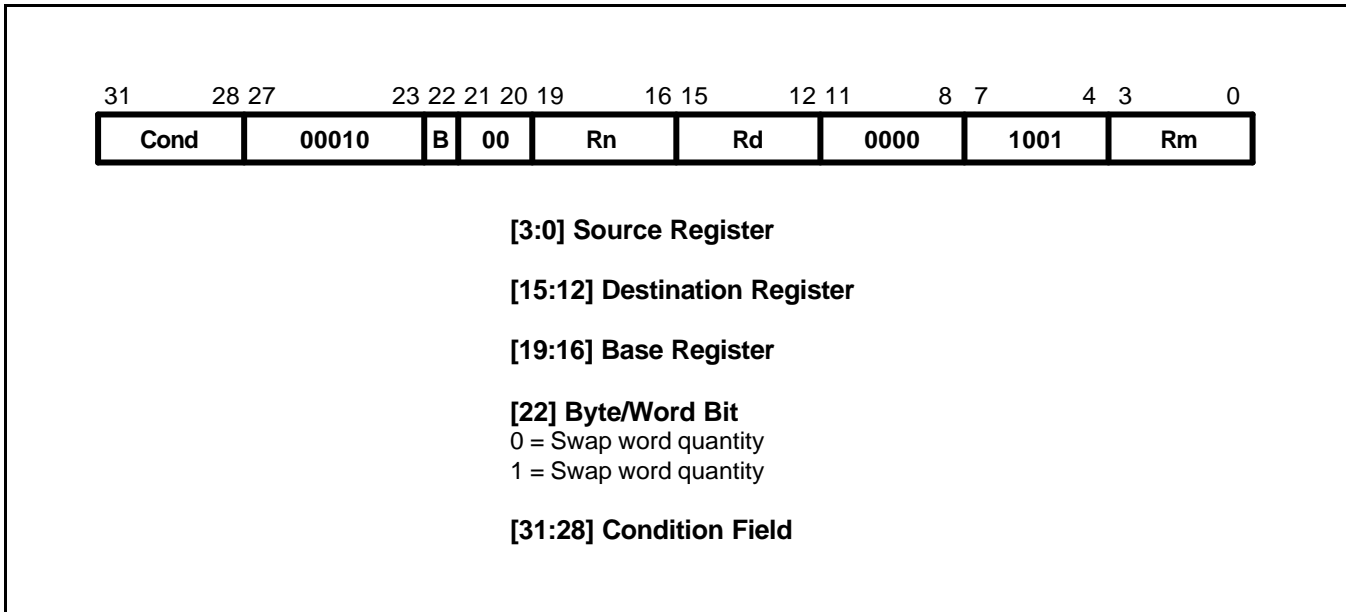 31 28 27 23 22 21 20 19 16 15 12 11 8 7 4 3 0
Cond 00010 B 00 Rn Rd 0000 1001 Rm
[3:0] Source Register
[15:12] Destination Register
[19:16] Base Register
[22] Byte/Word Bit
0 = Swap word quantity
1 = Swap word quantity
[31:28] Condition Field